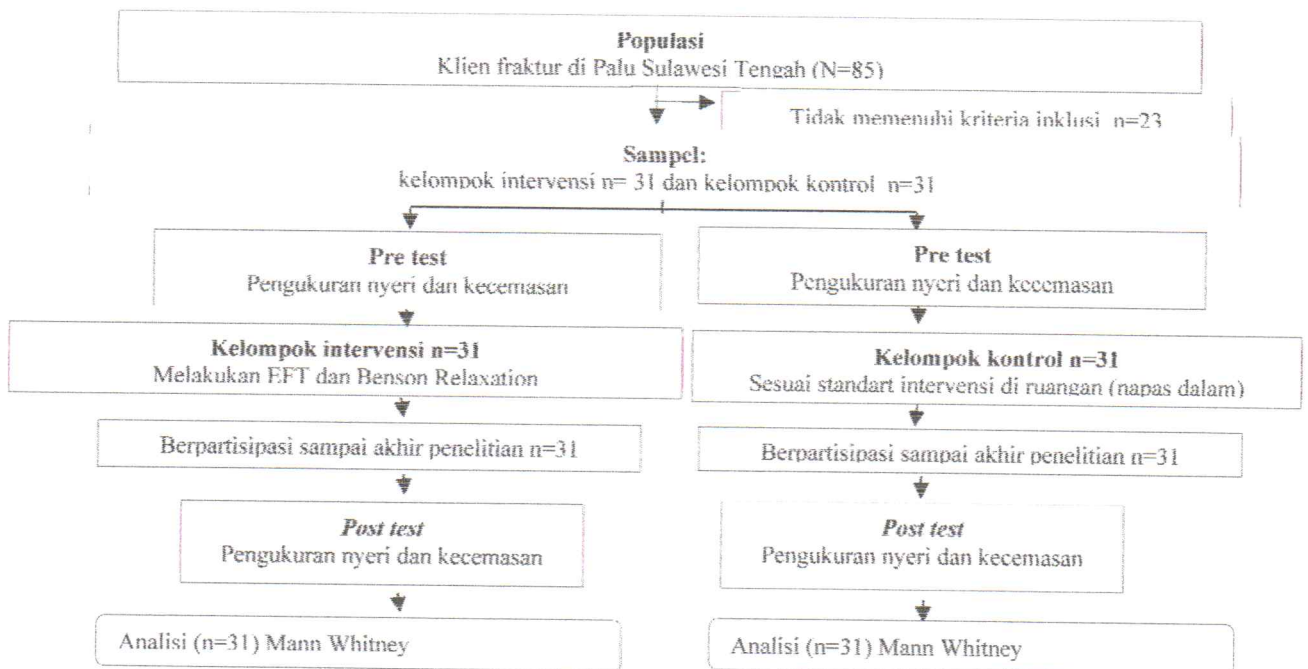 Populasi
Klien fraktur di Palu Sulawesi Tengah (N=85)
Tidak memenuhi kriteria inklusi n=23
Sampel:
kelompok intervensi n= 31 dan kelompok kontrol n=31
Pre test
Pengukuran nyeri dan kecemasan
Pre test
Pengukuran nyeri dan kecemasan
Kelompok intervensi n=31
Melakukan EFT dan Benson Relaxation
Kelompok kontrol n=31
Sesuai standart intervensi di ruangan (napas dalam)
Berpartisipasi sampai akhir penelitian n=31
Berpartisipasi sampai akhir penelitian n=31
Post test
Pengukuran nyeri dan kecemasan
Post test
Pengukuran nyeri dan kecemasan
Analisi (n=31) Mann Whitney
Analisi (n=31) Mann Whitney